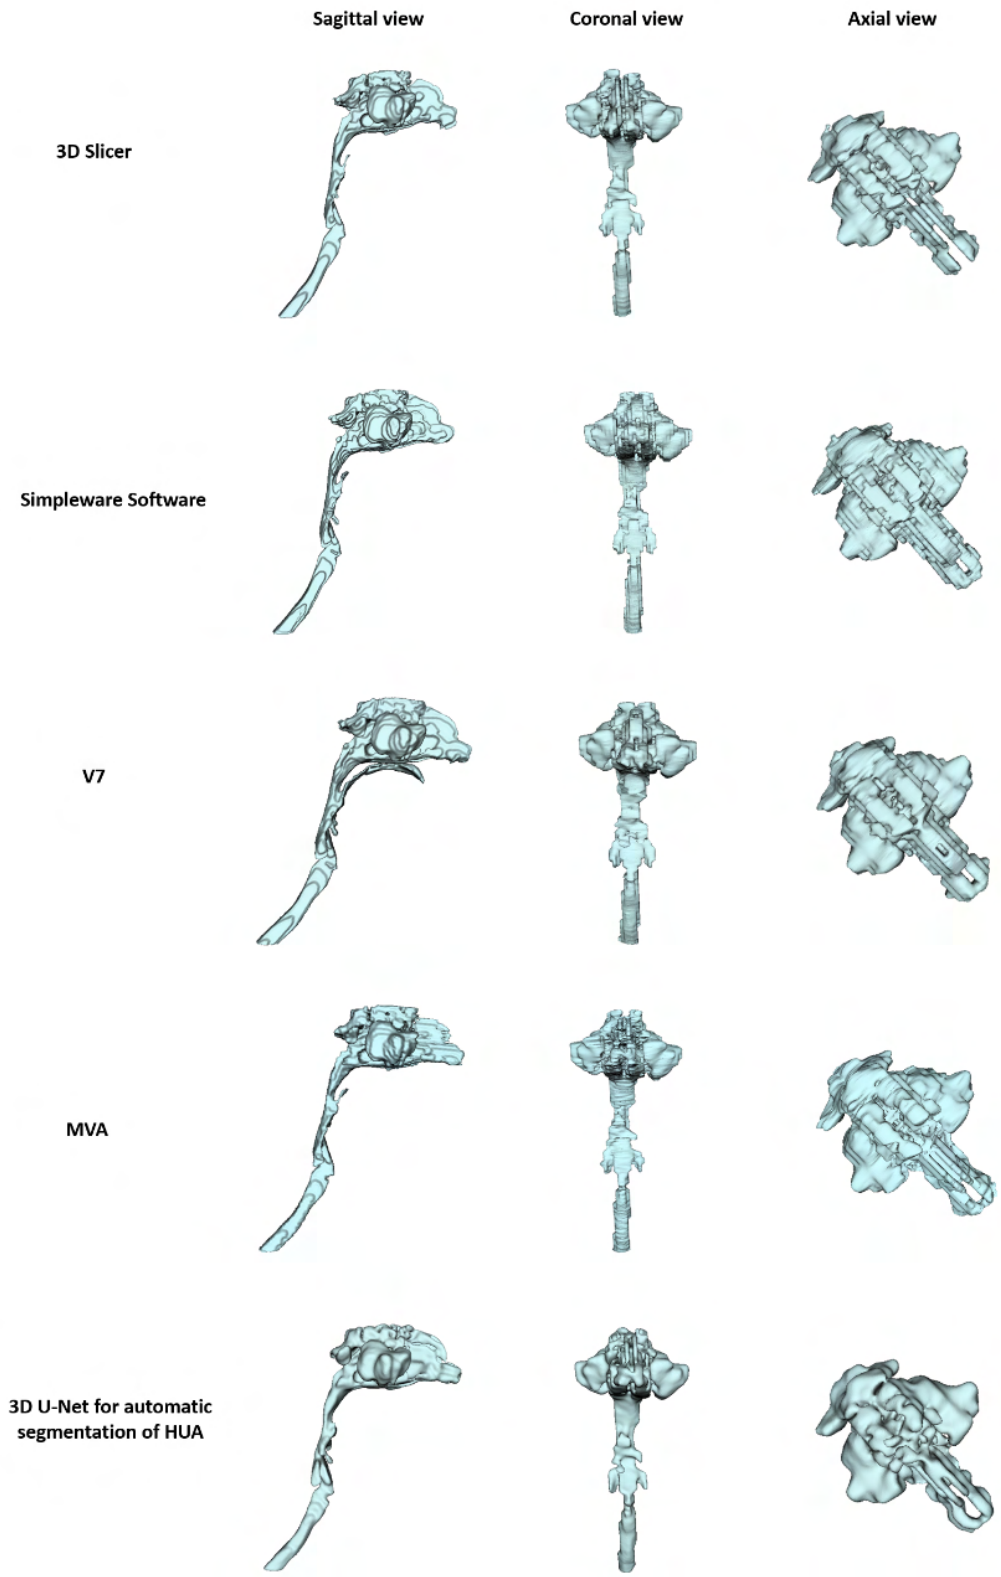 Sagittal view
Coronal view
Axial view
3D Slicer
Simpleware Software
V7
MVA
3D U-Net for automatic
segmentation of HUA